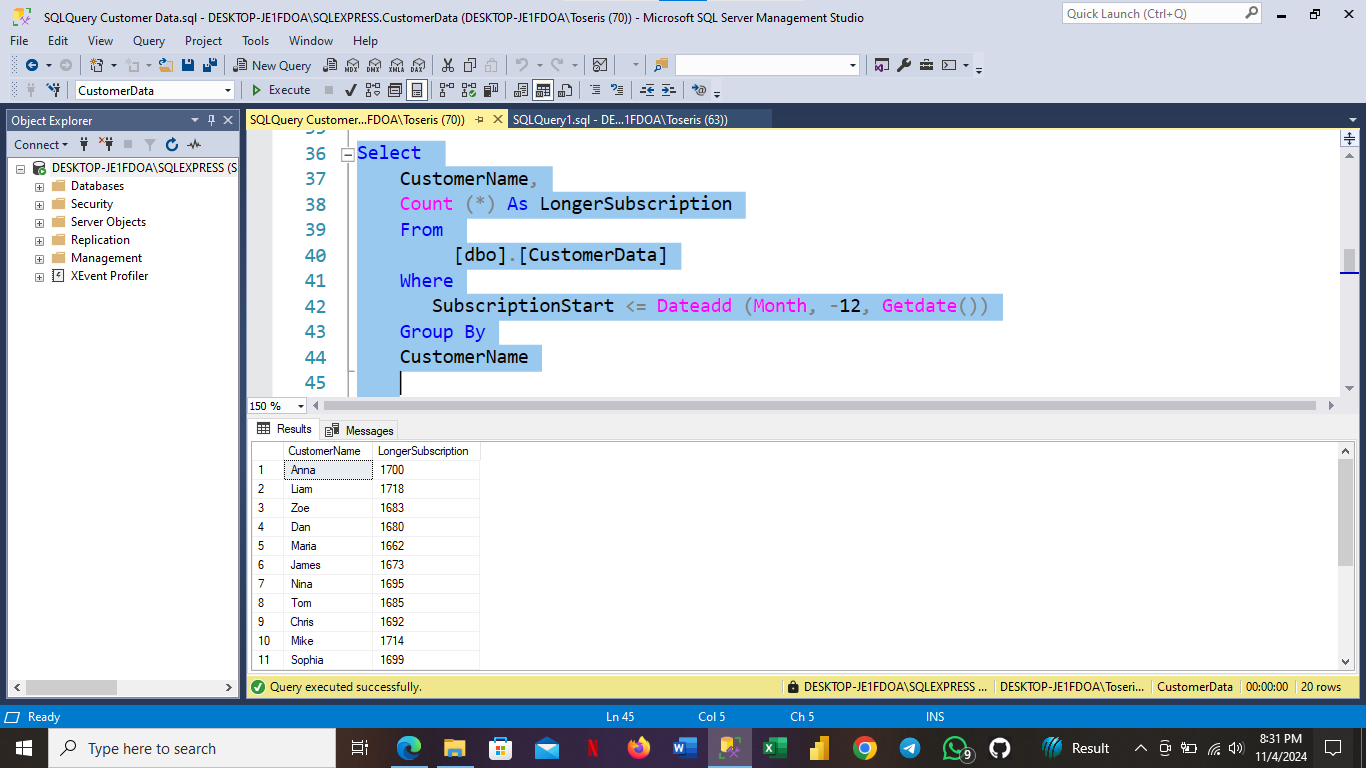 SQLQuery Customer Data.sql - DESKTOP-JE1FDOA\SQLEXPRESS.CustomerData (DESKTOP-JE1FDOA\Toseris (70)) - Microsoft SQL Server Management Studio
Quick Launch (Ctrl+Q)
File Edit View Query Project Tools Window Help
New Query MDX DMX XMLA DAX
CustomerData Execute
Object Explorer
SQLQuery Customer...FDOA\Toseris (70))
SQLQuery1.sql - DE...1FDOA\Toseris (63))
Connect
DESKTOP-JE1FDOA\SQLEXPRESS (S
Databases
Security
Server Objects
Replication
Management
XEvent Profiler
36 Select
37 CustomerName,
38 Count (*) As LongerSubscription
39 From
40 [dbo].[CustomerData]
41 Where
42 SubscriptionStart <= Dateadd (Month, -12, Getdate())
43 Group By
44 CustomerName
45
150 %
Results Messages
CustomerName LongerSubscription
1 Anna 1700
2 Liam 1718
3 Zoe 1683
4 Dan 1680
5 Maria 1662
6 James 1673
7 Nina 1695
8 Tom 1685
9 Chris 1692
10 Mike 1714
11 Sophia 1699
Query executed successfully.
DESKTOP-JE1FDOA\SQLEXPRESS ... DESKTOP-JE1FDOA\Toseri... CustomerData 00:00:00 20 rows
Ready Ln 45 Col 5 Ch 5 INS
Type here to search
9
Result
8:31 PM
11/4/2024